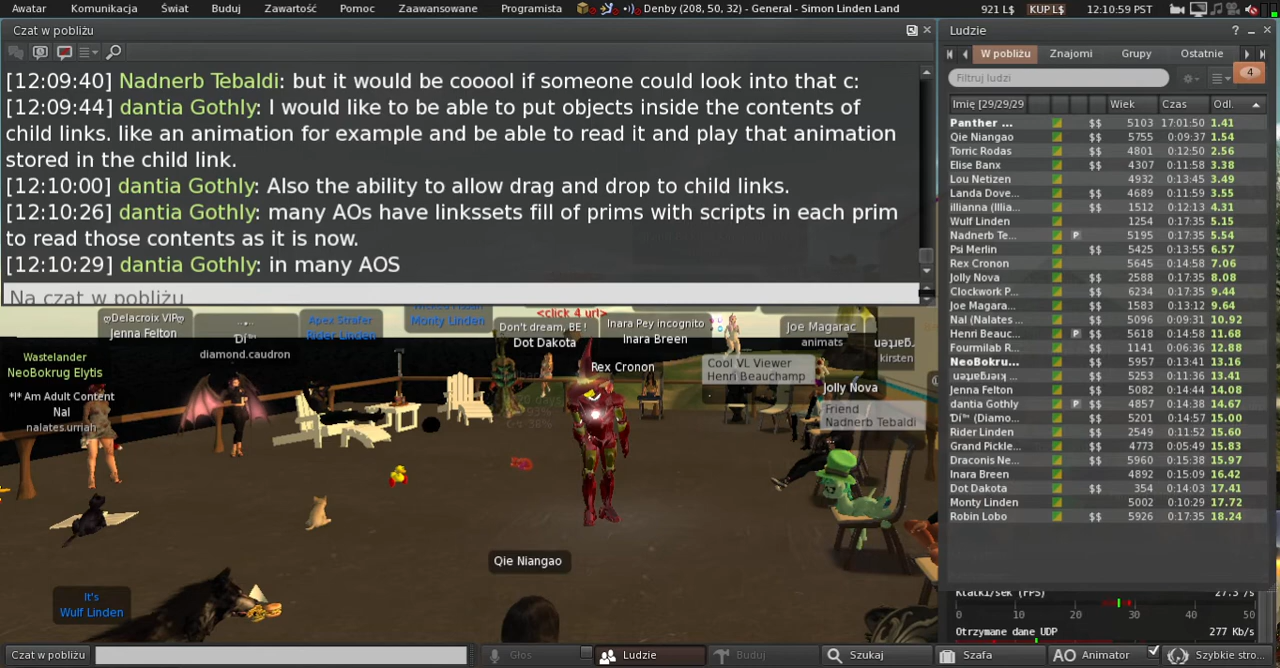 Awatar Komunikacja Świat Buduj Zawartość Pomoc Zaawansowane Programista Denby (208, 50, 32) - General - Simon Linden Land 921 L$ KUP L$ 12:10:59 PST
Czat w pobliżu
[12:09:40] Nadnerb Tebaldi: but it would be cooool if someone could look into that c:
[12:09:44] dantia Gothly: I would like to be able to put objects inside the contents of
child links. like an animation for example and be able to read it and play that animation
stored in the child link.
[12:10:00] dantia Gothly: Also the ability to allow drag and drop to child links.
[12:10:26] dantia Gothly: many AOs have linkssets fill of prims with scripts in each prim
to read those contents as it is now.
[12:10:29] dantia Gothly: in many AOS
Na czat w pobliżu
Ludzie
W pobliżu Znajomi Grupy Ostatnie
Filtruj ludzi
4
Imię [29/29/29 Wiek Czas Odl.
Panther ... $$ 5103 17:01:50 1.41
Qie Niangao $$ 5755 0:09:37 1.54
Torric Rodas $$ 4801 0:12:50 2.56
Elise Banx $$ 4307 0:11:58 3.38
Lou Netizen 4932 0:13:45 3.49
Landa Dove... $$ 4689 0:11:59 3.55
illianna (Illia... $$ 1512 0:12:13 4.31
Wulf Linden 1254 0:17:35 5.15
Nadnerb Te... P 5195 0:17:35 5.54
Psi Merlin $$ 5425 0:13:55 6.57
Rex Cronon 5645 0:14:58 7.06
Jolly Nova $$ 2588 0:17:35 8.08
Clockwork P... $$ 6234 0:17:35 9.44
Joe Magara... $$ 1583 0:13:12 9.64
Nal (Nalates ... $$ 5096 0:09:31 10.92
Henri Beauc... P $$ 5618 0:14:58 11.68
Fourmilab R... $$ 1141 0:06:36 12.88
NeoBokru... $$ 5957 0:13:41 13.16
$$ 5253 0:11:36 13.41
Jenna Felton $$ 5082 0:14:44 14.08
dantia Gothly P $$ 4857 0:14:38 14.67
Di™ (Diamo... $$ 5201 0:14:57 15.00
Rider Linden $$ 2549 0:11:52 15.60
Grand Pickle... $$ 4773 0:05:49 15.83
Draconis Ne... $$ 5960 0:15:38 15.97
Inara Breen 4892 0:15:09 16.42
Dot Dakota $$ 354 0:14:03 17.41
Monty Linden 5002 0:10:29 17.72
Robin Lobo $$ 5926 0:17:35 18.24
Delacroix VIP
Jenna Felton
Di
diamond.caudron
Apex Strafer
Rider Linden
Monty Linden
<click 4 url>
Don't dream, BE !
Dot Dakota
Inara Pey incognito
Inara Breen
Joe Magarac
animats
kirsten
Wastelander
NeoBokrug Elytis
Rex Cronon
Cool VL Viewer
Henri Beauchamp
Jolly Nova
Friend
Nadnerb Tebaldi
*|* Am Adult Content
Nal
nalates.urriah
Qie Niangao
It's
Wulf Linden
Klatki/sek (FPS) 27.3 /s
0 10 20 30 40 50
Otrzymane dane UDP 277 Kb/s
Czat w pobliżu Głos Ludzie Buduj Szukaj Szafa AO Animator Szybkie stro...